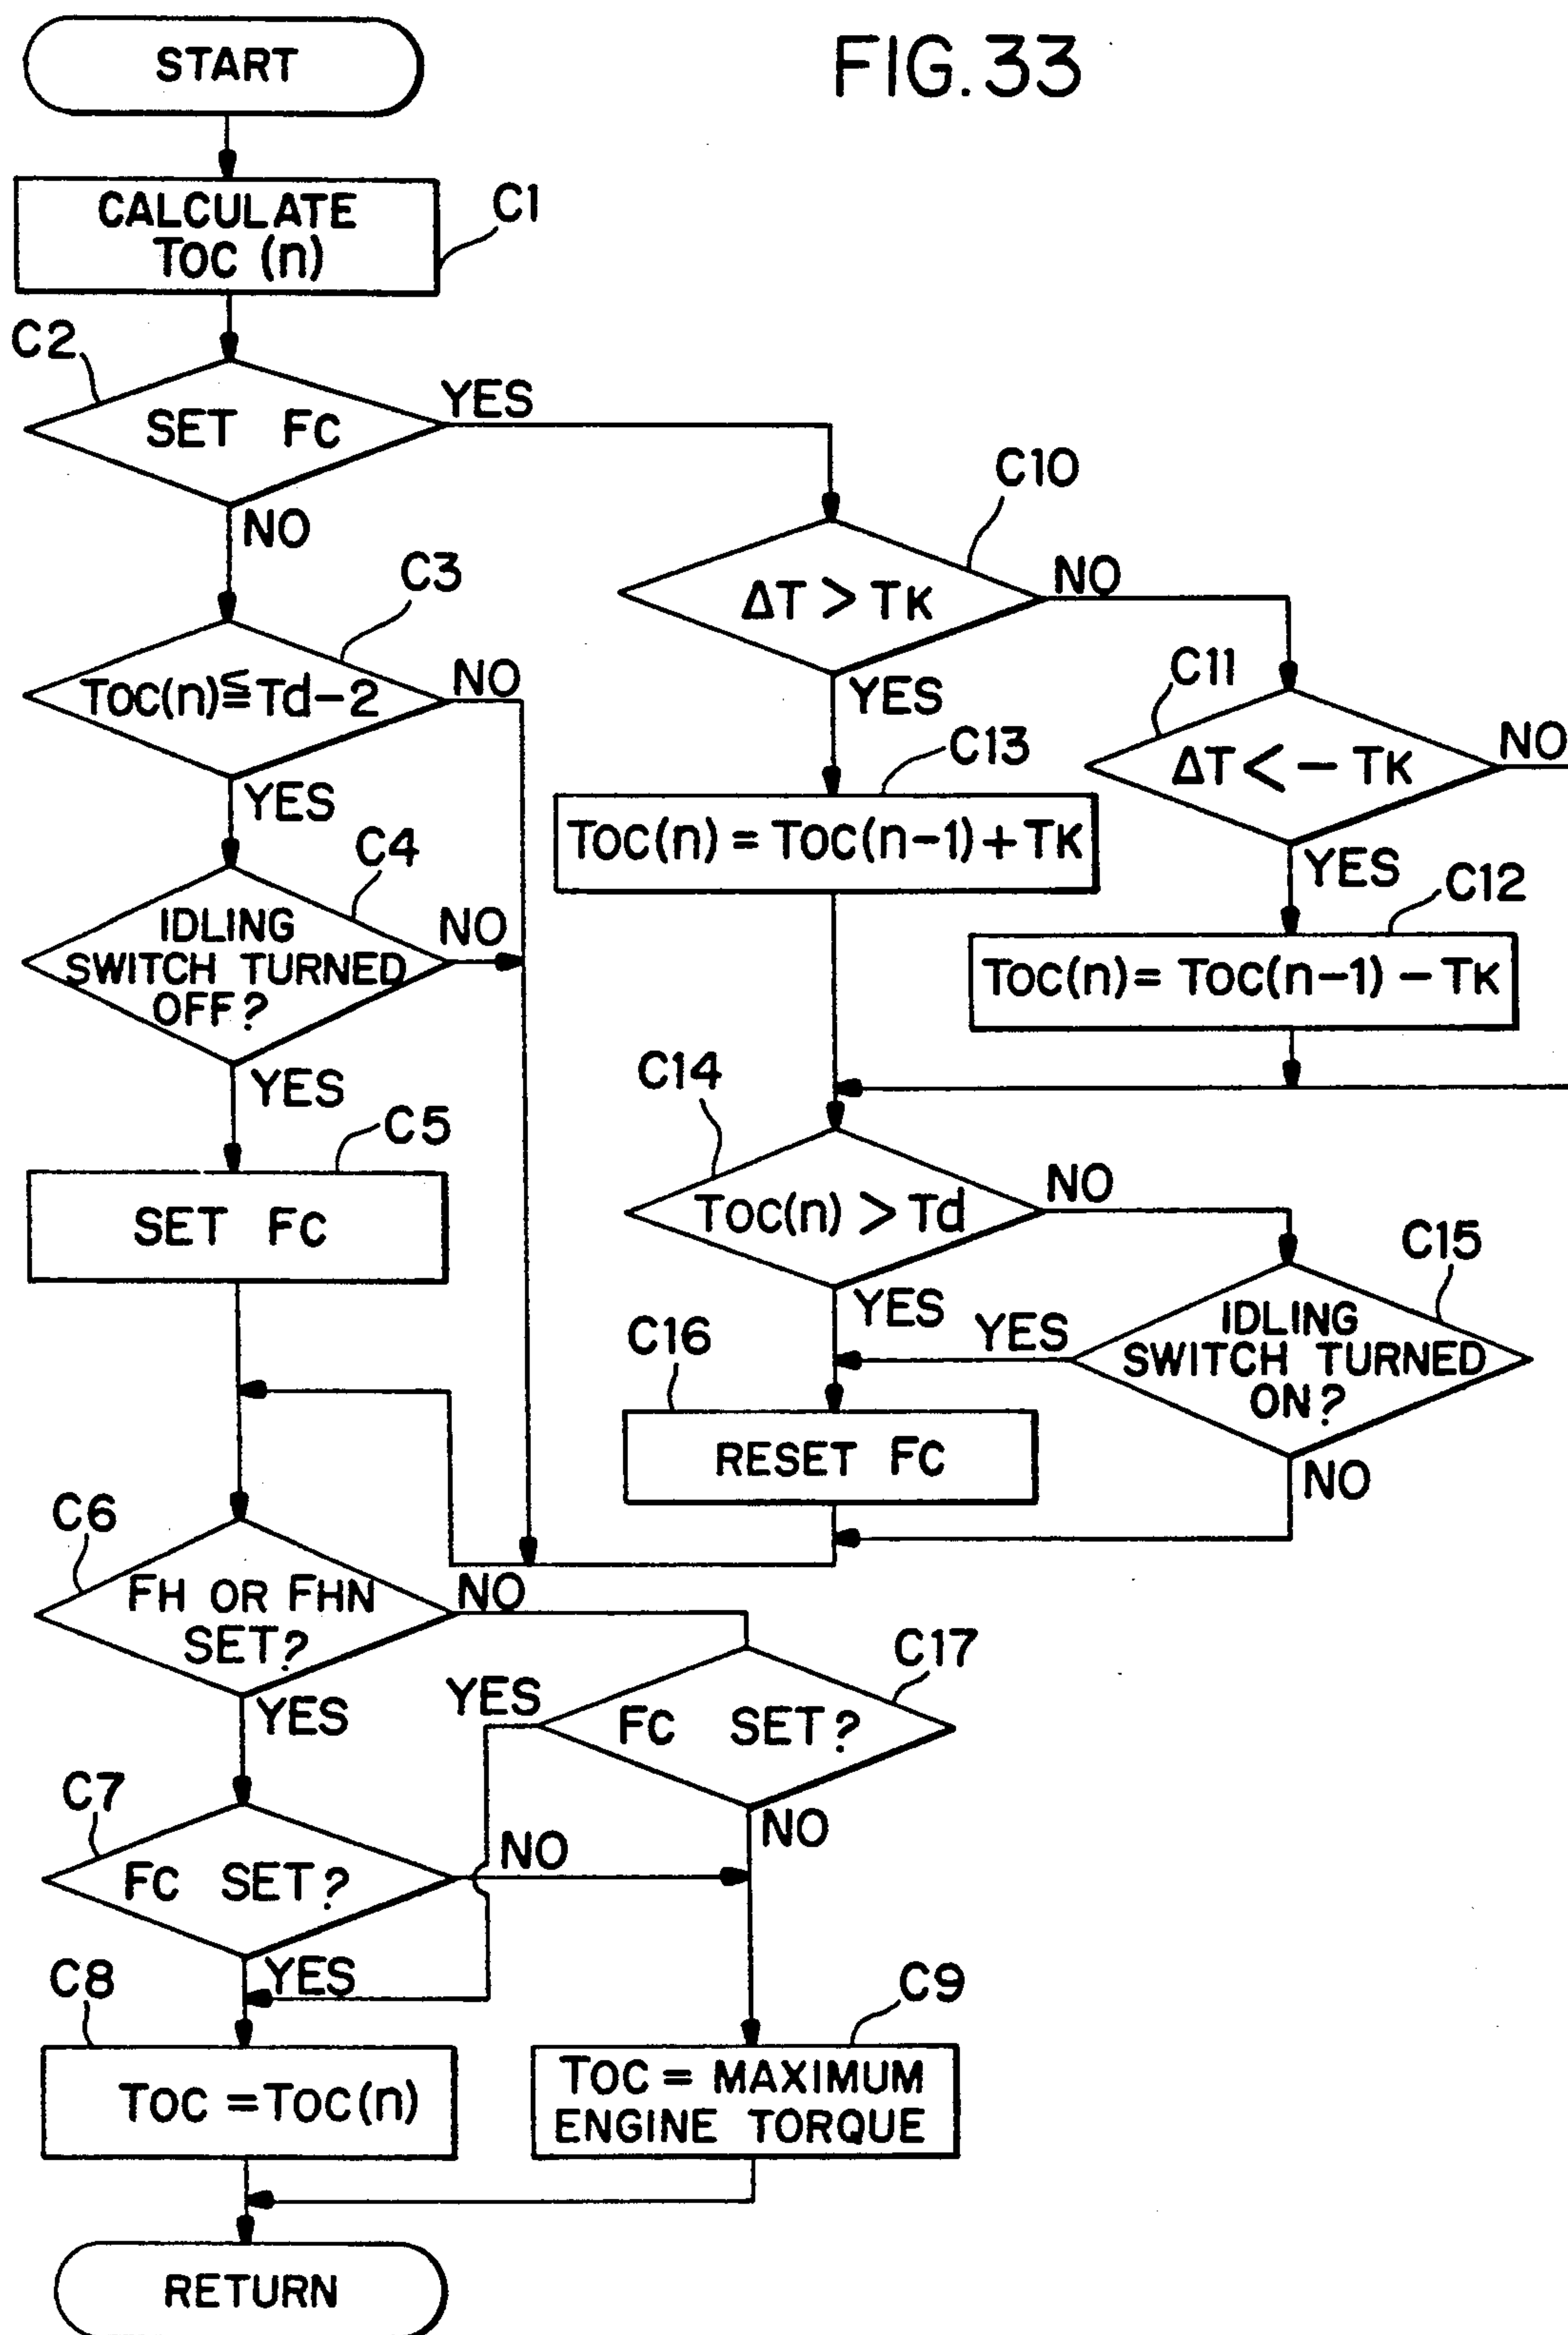 FIG.33
START
CALCULATE
TOC (n)
C1
C2
SET FC
YES
NO
C3
TOC(n)≦Td-2
NO
YES
C4
IDLING
SWITCH TURNED
OFF?
NO
YES
C5
SET FC
C10
ΔT > TK
NO
YES
C11
ΔT < - TK
NO
YES
C13
TOC(n) = TOC(n-1) + TK
C12
TOC(n) = TOC(n-1) - TK
C14
TOC(n) > Td
NO
YES
C15
IDLING
SWITCH TURNED
ON?
YES
NO
C16
RESET FC
C6
FH OR FHN
SET?
NO
YES
C17
FC SET?
YES
NO
C7
FC SET?
NO
YES
C8
TOC = TOC(n)
C9
TOC = MAXIMUM
ENGINE TORQUE
RETURN